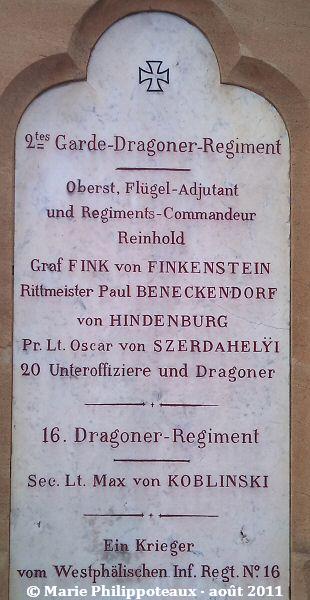 2tes Garde-Dragoner-Regiment
Oberst, Flügel-Adjutant
und Regiments-Commandeur
Reinhold
Graf FINK von FINKENSTEIN
Rittmeister Paul BENECKENDORF
von HINDENBURG
Pr. Lt. Oscar von SZERDAHELŸI
20 Unteroffiziere und Dragoner
16. Dragoner-Regiment
Sec. Lt. Max von KOBLINSKI
Ein Krieger
vom Westphälischen Inf. Regt. No. 16
© Marie Philippoteaux - août 2011